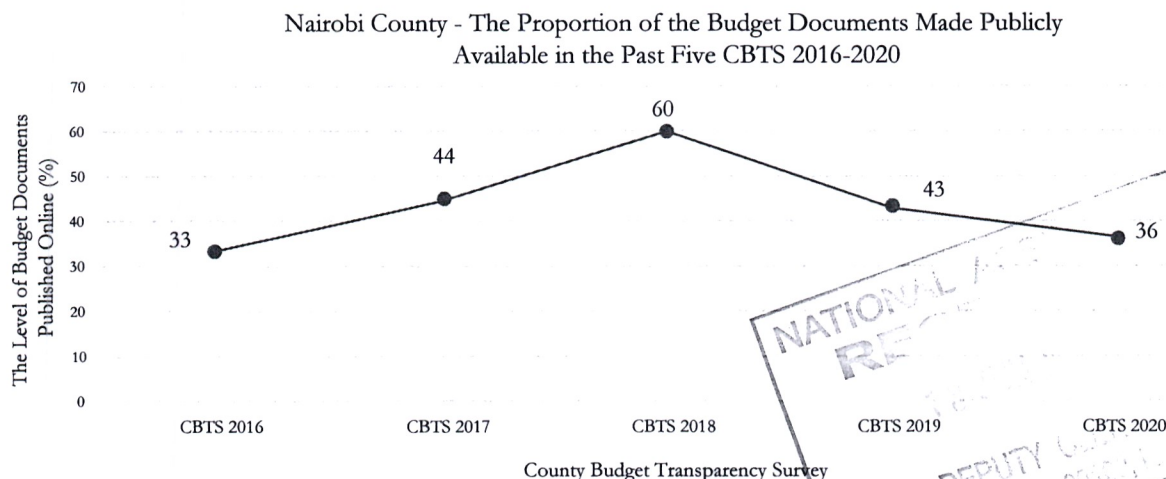 Nairobi County - The Proportion of the Budget Documents Made Publicly
Available in the Past Five CBTS 2016-2020
The Level of Budget Documents
Published Online (%)
70
60
50
40
30
20
10
0
33
44
60
43
36
CBTS 2016
CBTS 2017
CBTS 2018
CBTS 2019
CBTS 2020
County Budget Transparency Survey
NATIONAL
DEPUTY